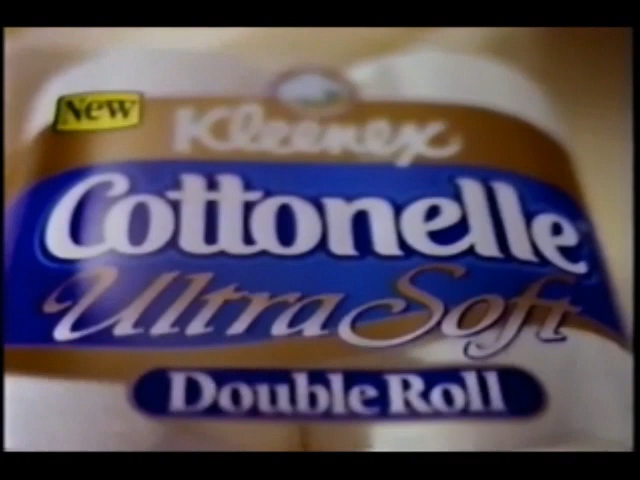 New
Kleenex
Cottonelle
Ultra Soft
Double Roll